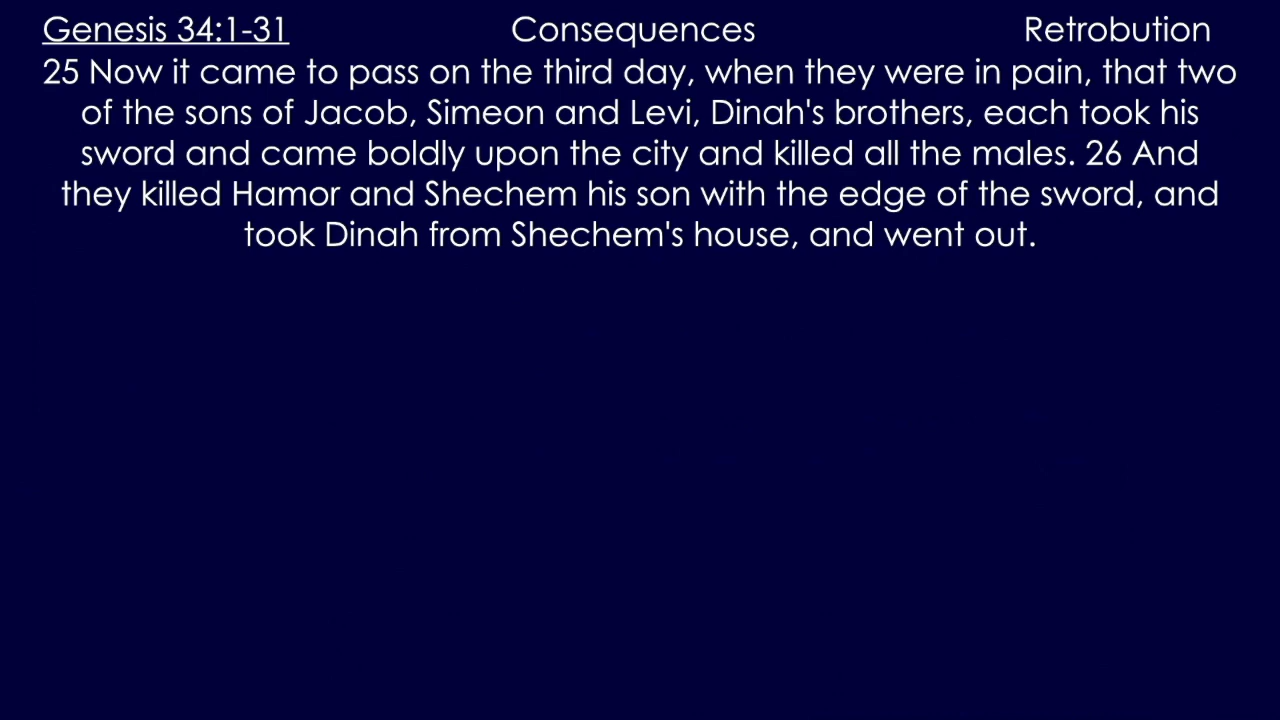 Genesis 34:1-31 Consequences Retrobution
25 Now it came to pass on the third day, when they were in pain, that two
of the sons of Jacob, Simeon and Levi, Dinah's brothers, each took his
sword and came boldly upon the city and killed all the males. 26 And
they killed Hamor and Shechem his son with the edge of the sword, and
took Dinah from Shechem's house, and went out.